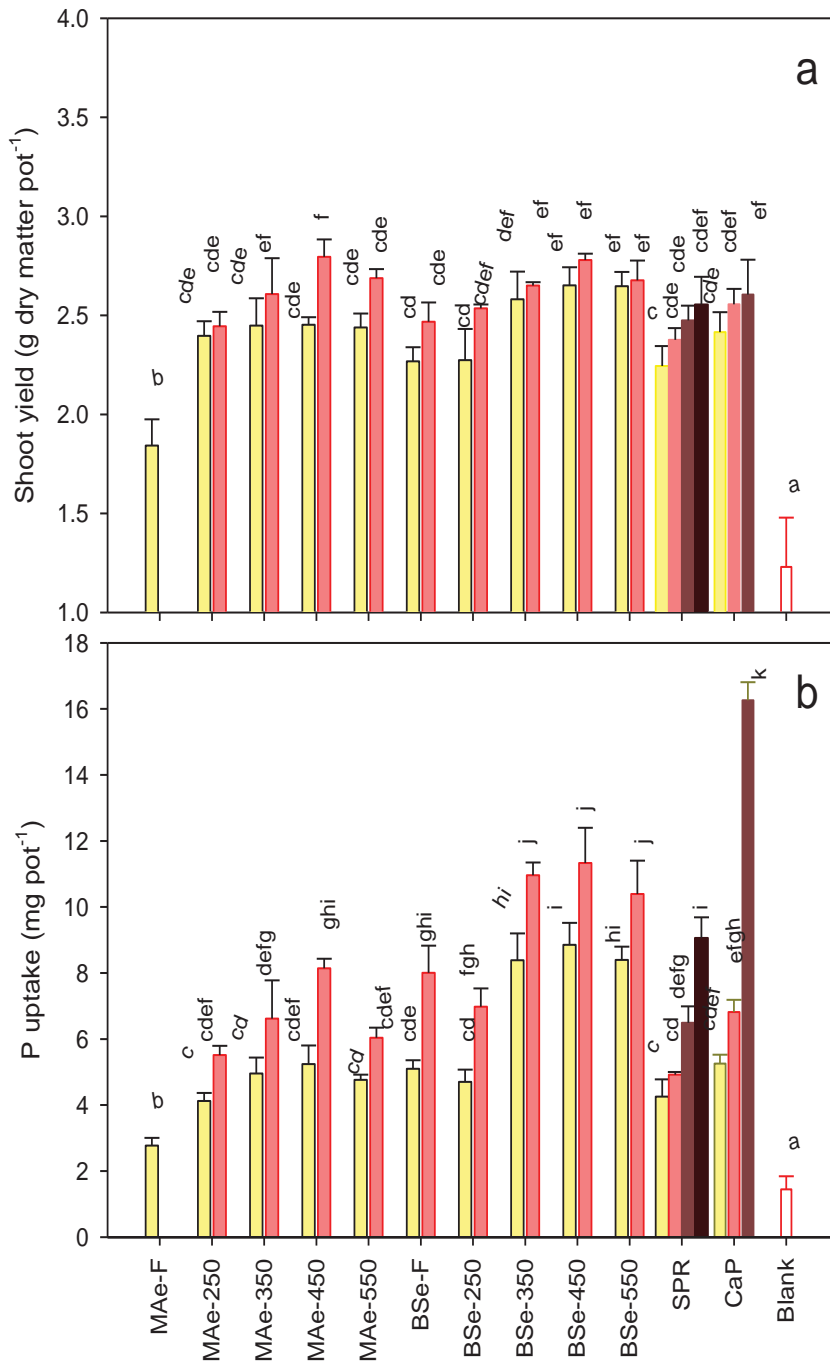 4.0
a
3.5
3.0
2.5
2.0
1.5
1.0
Shoot yield (g dry matter pot⁻¹)
b
cde
cde
cde
ef
cde
f
cde
cde
cd
cde
cd
cdef
def
ef
ef
ef
ef
ef
c
cde
cde
cdef
cde
cdef
ef
a
18
b
16
14
12
10
8
6
4
2
0
P uptake (mg pot⁻¹)
b
c
cdef
cd
defg
cdef
ghi
cd
cdef
cde
ghi
cd
fgh
hi
j
i
j
hi
j
c
cd
defg
i
cdef
efgh
k
a
MAe-F
MAe-250
MAe-350
MAe-450
MAe-550
BSe-F
BSe-250
BSe-350
BSe-450
BSe-550
SPR
CaP
Blank